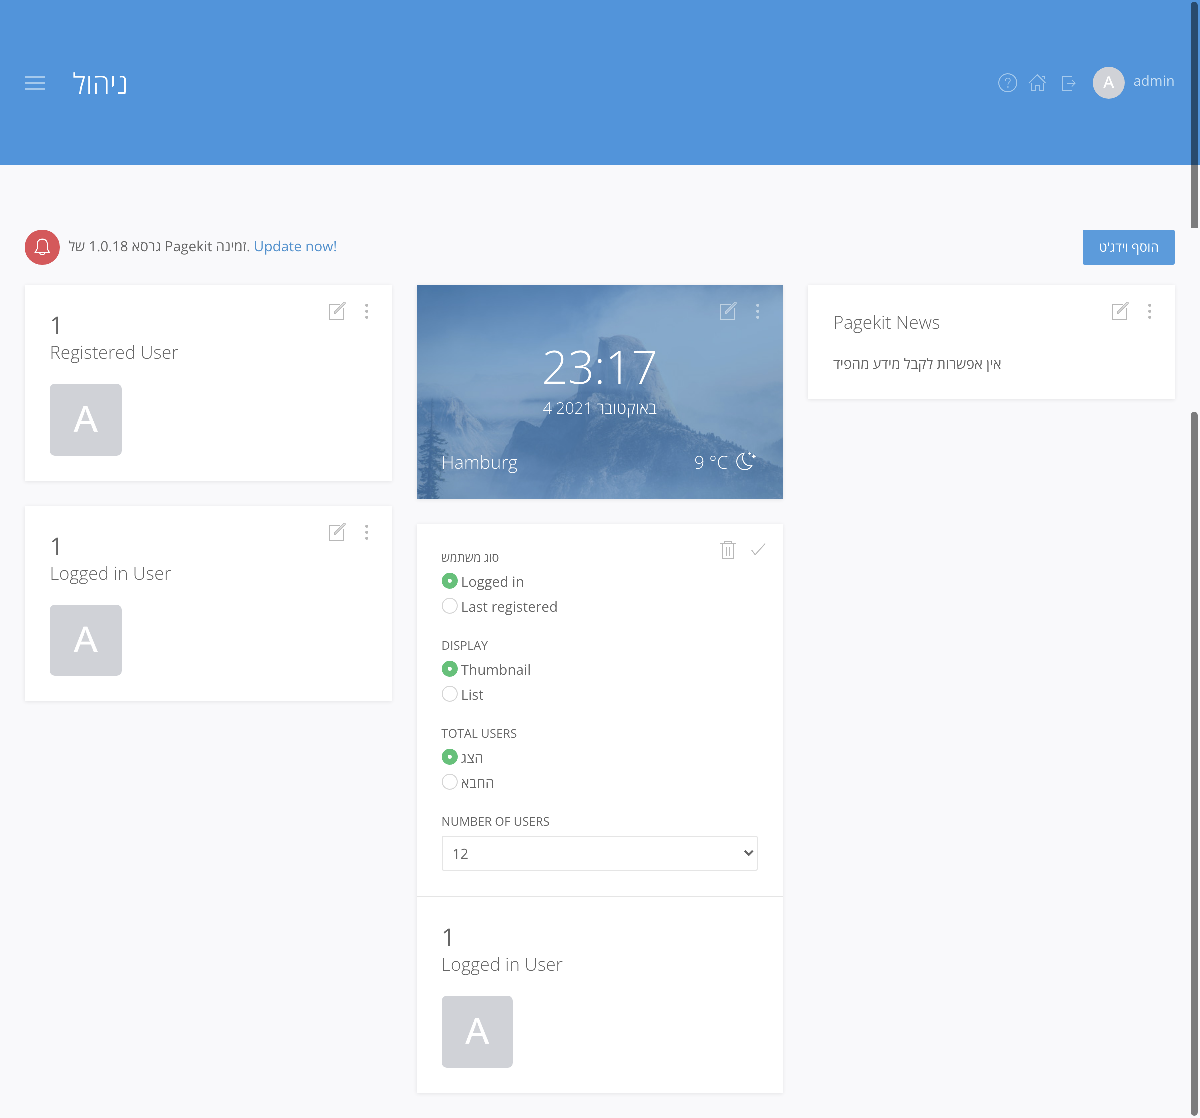 ניהול
A admin
גרסא 1.0.18 של Pagekit זמינה. Update now!
הוסף וידג'ט
1
Registered User
A
1
Logged in User
A
23:17
4 באוקטובר 2021
Hamburg 9 °C
סוג משתמש
Logged in
Last registered
DISPLAY
Thumbnail
List
TOTAL USERS
הצג
החבא
NUMBER OF USERS
12
1
Logged in User
A
Pagekit News
אין אפשרות לקבל מידע מהפיד